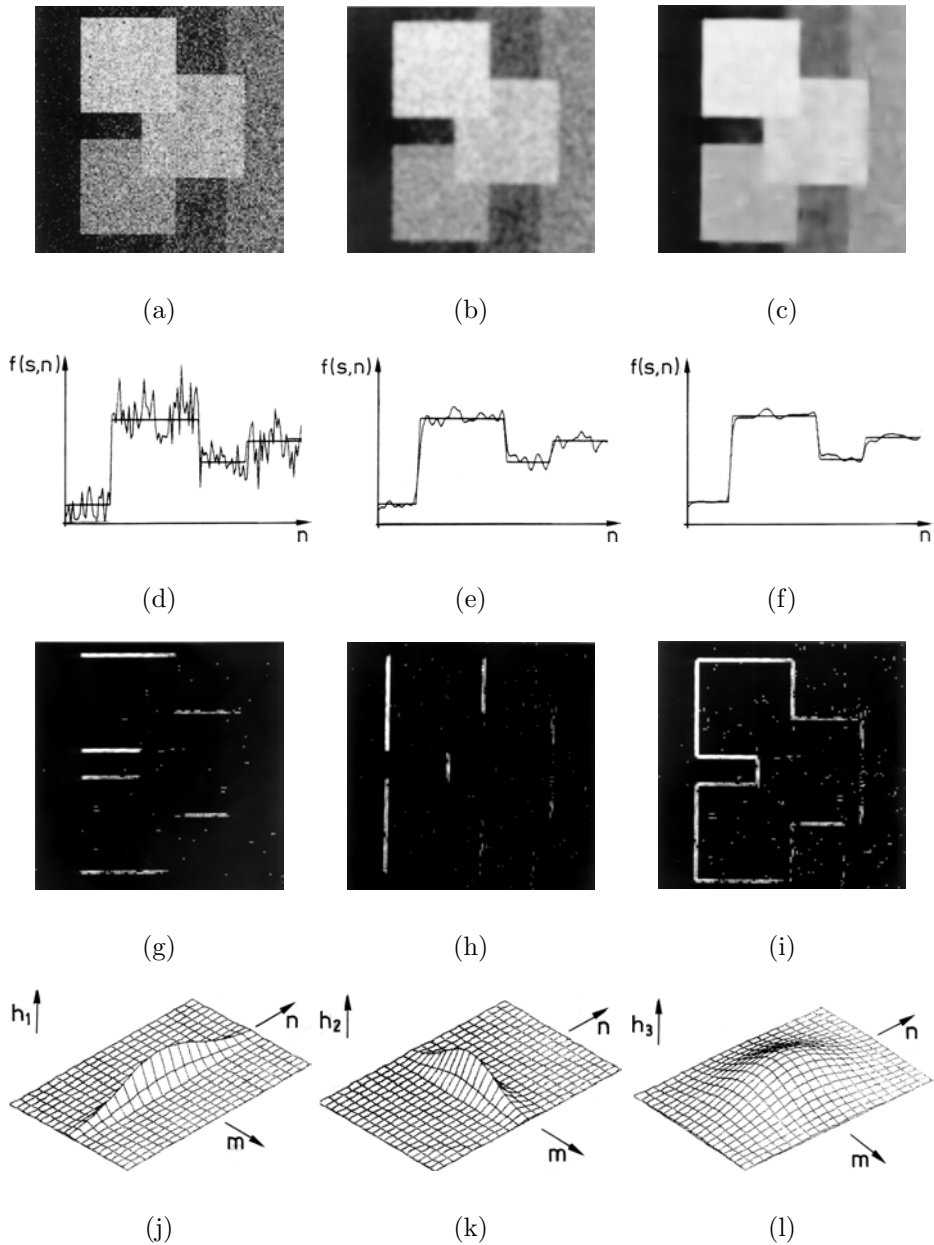 (a) (b) (c)
f(s,n) f(s,n) f(s,n)
n n n
(d) (e) (f)
(g) (h) (i)
h₁ n h₂ n h₃ n
m m m
(j) (k) (l)